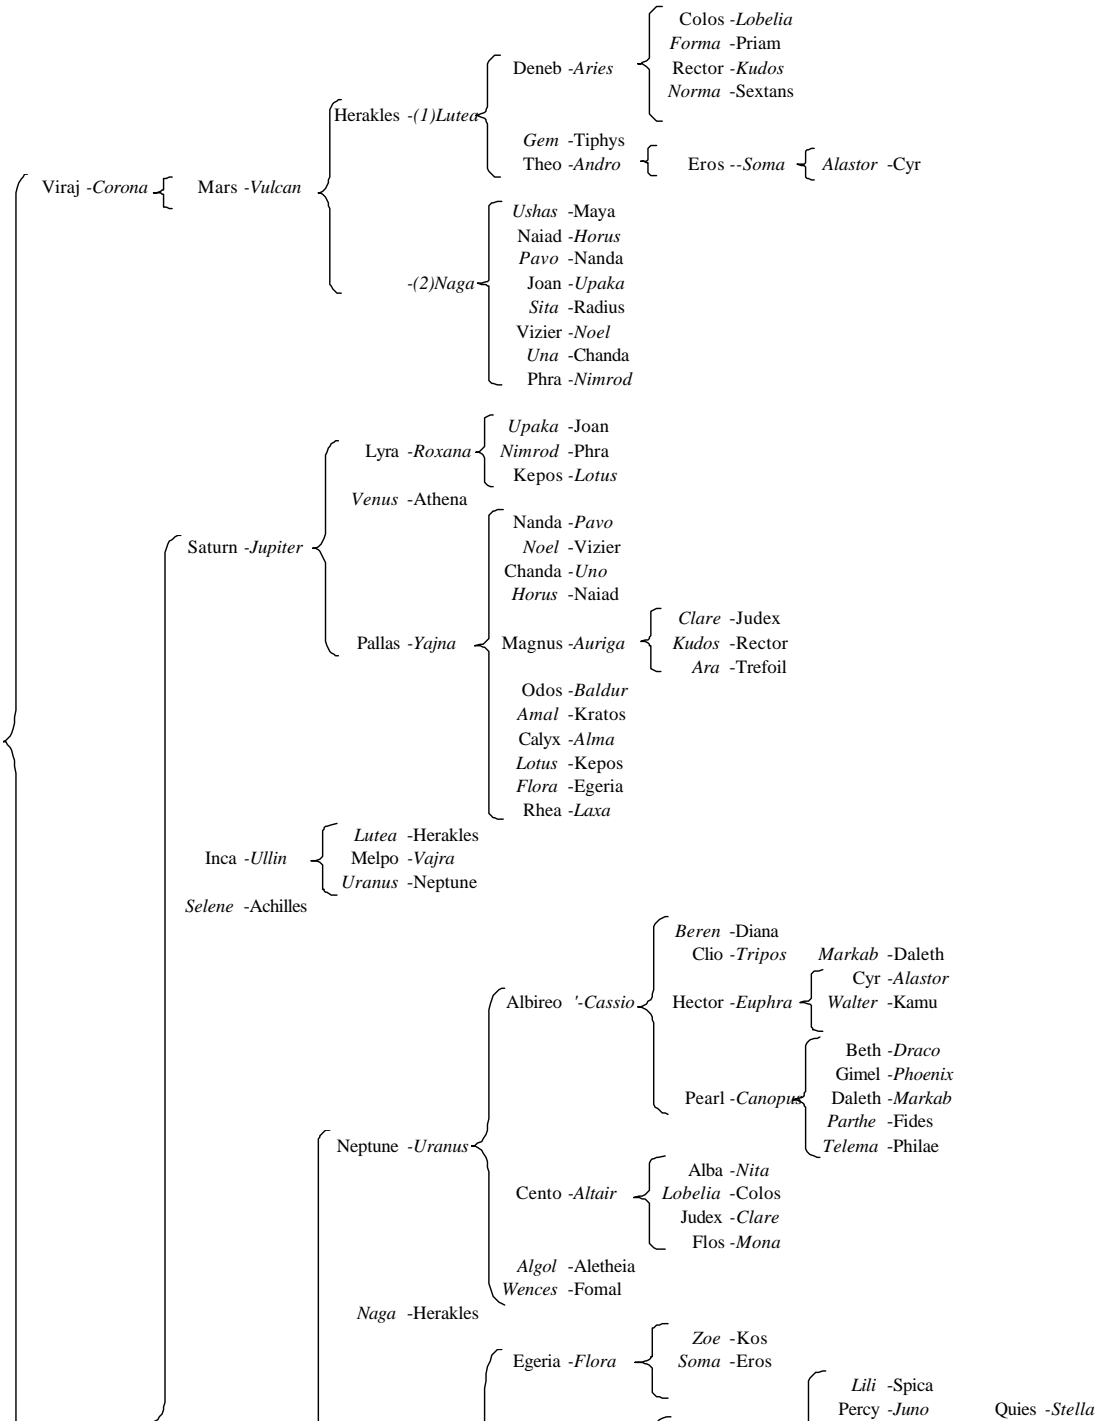 Colos -Lobelia
Forma -Priam
Deneb -Aries
Rector -Kudos
Norma -Sextans
Herakles -(1)Lutea
Gem -Tiphys
Theo -Andro
Eros --Soma
Alastor -Cyr
Viraj -Corona
Mars -Vulcan
Ushas -Maya
Naiad -Horus
Pavo -Nanda
-(2)Naga
Joan -Upaka
Sita -Radius
Vizier -Noel
Una -Chanda
Phra -Nimrod
Upaka -Joan
Lyra -Roxana
Nimrod -Phra
Kepos -Lotus
Venus -Athena
Nanda -Pavo
Saturn -Jupiter
Noel -Vizier
Chanda -Uno
Horus -Naiad
Clare -Judex
Pallas -Yajna
Magnus -Auriga
Kudos -Rector
Ara -Trefoil
Odos -Baldur
Amal -Kratos
Calyx -Alma
Lotus -Kepos
Flora -Egeria
Rhea -Laxa
Lutea -Herakles
Inca -Ullin
Melpo -Vajra
Uranus -Neptune
Selene -Achilles
Beren -Diana
Clio -Tripos
Markab -Daleth
Cyr -Alastor
Albireo '-Cassio
Hector -Euphra
Walter -Kamu
Beth -Draco
Gimel -Phoenix
Pearl -Canopus
Daleth -Markab
Parthe -Fides
Neptune -Uranus
Telema -Philae
Alba -Nita
Cento -Altair
Lobelia -Colos
Judex -Clare
Flos -Mona
Algol -Aletheia
Wences -Fomal
Naga -Herakles
Zoe -Kos
Egeria -Flora
Soma -Eros
Lili -Spica
Percy -Juno
Quies -Stella